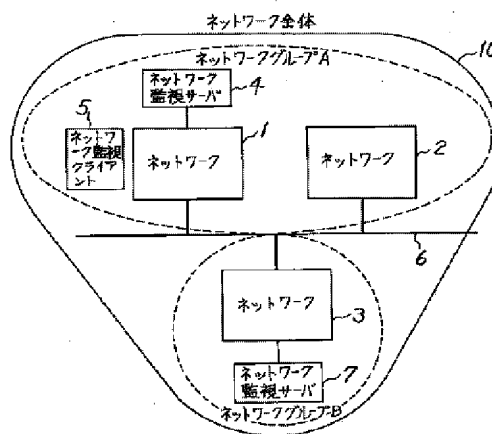 ネットワーク全体
10
ネットワークグループA
ネットワーク
監視サーバ
4
5
ネットワ
ーク監視
クライア
ント
1
ネットワーク
ネットワーク
2
6
ネットワーク
3
ネットワーク
監視サーバ
7
ネットワークグループB